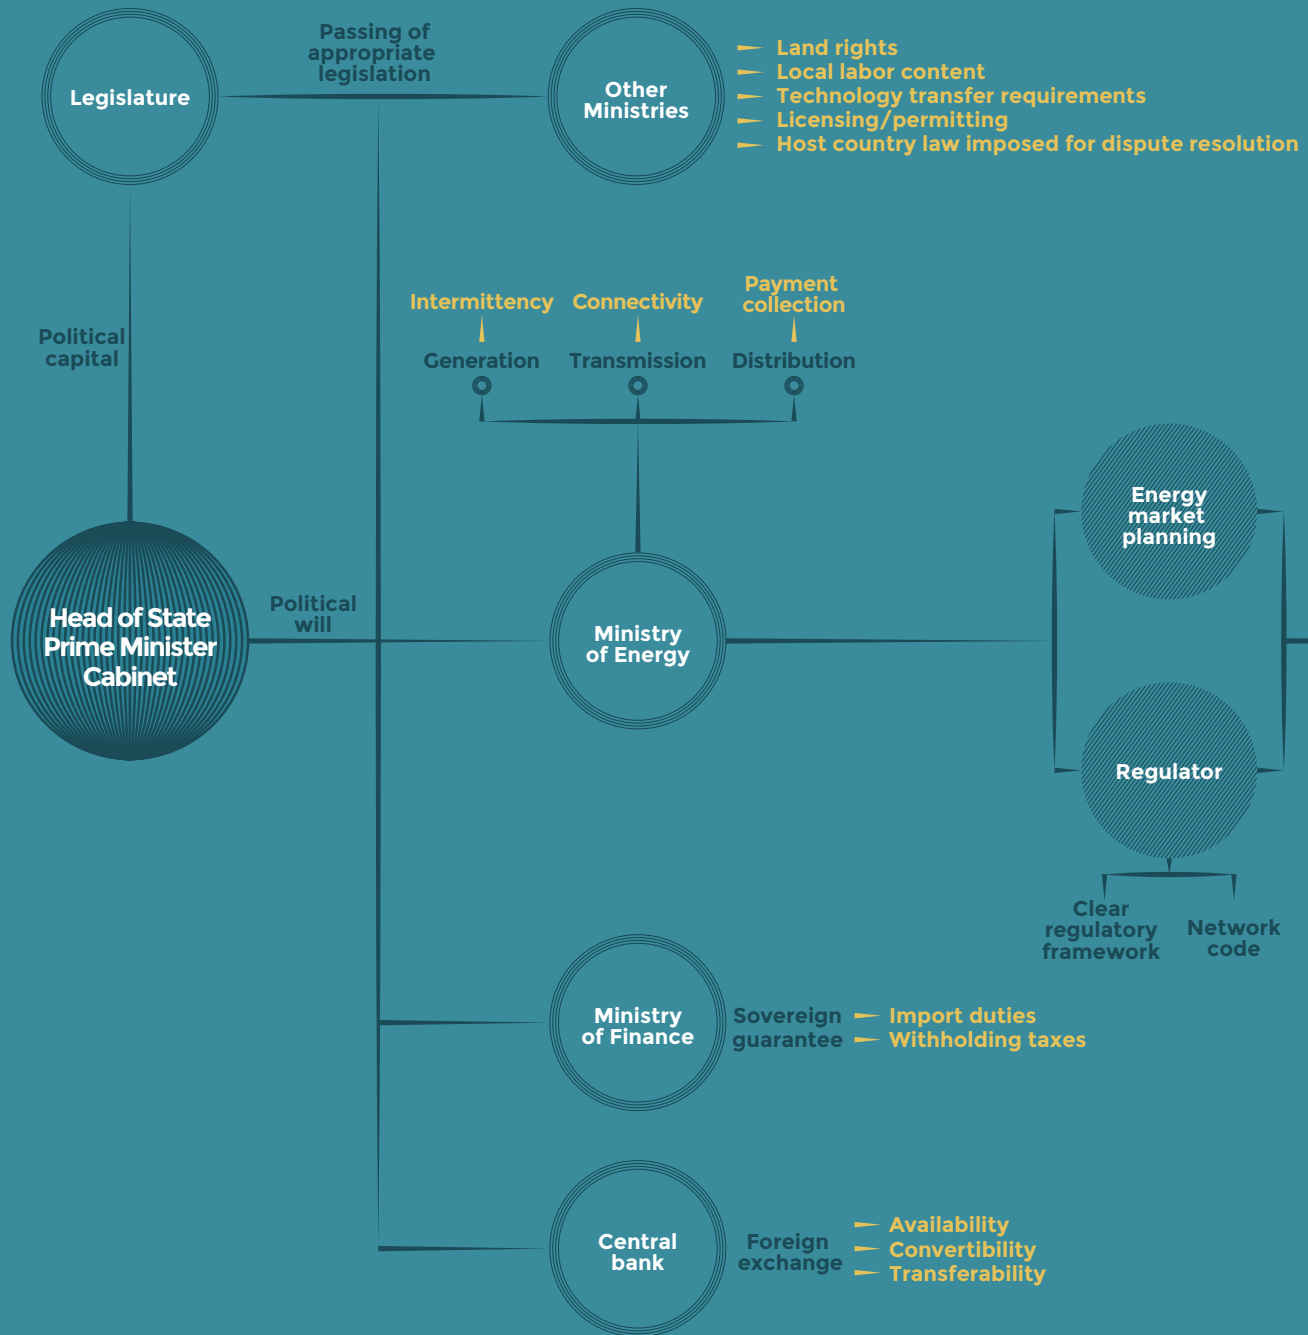 Legislature
Passing of
appropriate
legislation
Other
Ministries
Land rights
Local labor content
Technology transfer requirements
Licensing/permitting
Host country law imposed for dispute resolution
Political
capital
Intermittency
Connectivity
Payment
collection
Generation
Transmission
Distribution
Head of State
Prime Minister
Cabinet
Political
will
Ministry
of Energy
Energy
market
planning
Regulator
Clear
regulatory
framework
Network
code
Ministry
of Finance
Sovereign
guarantee
Import duties
Withholding taxes
Central
bank
Foreign
exchange
Availability
Convertibility
Transferability